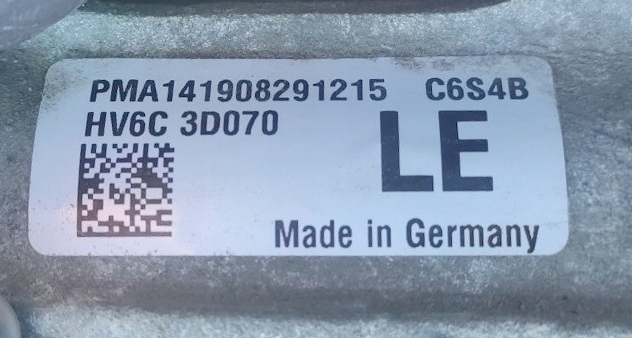 PMA141908291215 C6S4B
HV6C 3D070
LE
Made in Germany